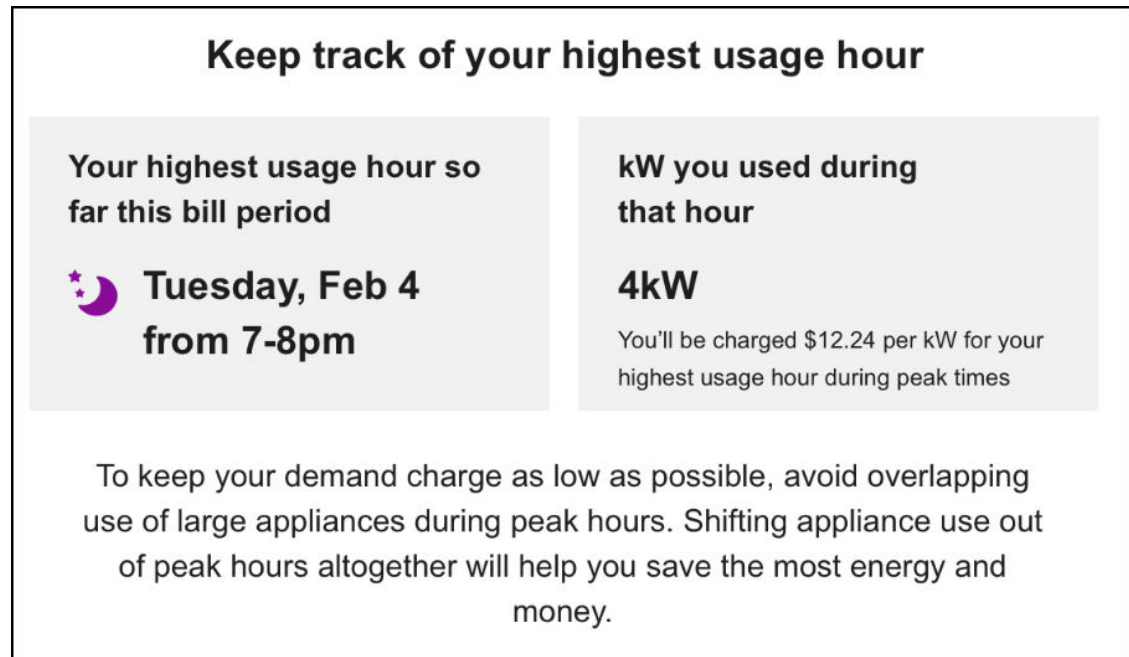 Keep track of your highest usage hour
Your highest usage hour so
far this bill period
Tuesday, Feb 4
from 7-8pm
kW you used during
that hour
4kW
You’ll be charged $12.24 per kW for your
highest usage hour during peak times
To keep your demand charge as low as possible, avoid overlapping
use of large appliances during peak hours. Shifting appliance use out
of peak hours altogether will help you save the most energy and
money.